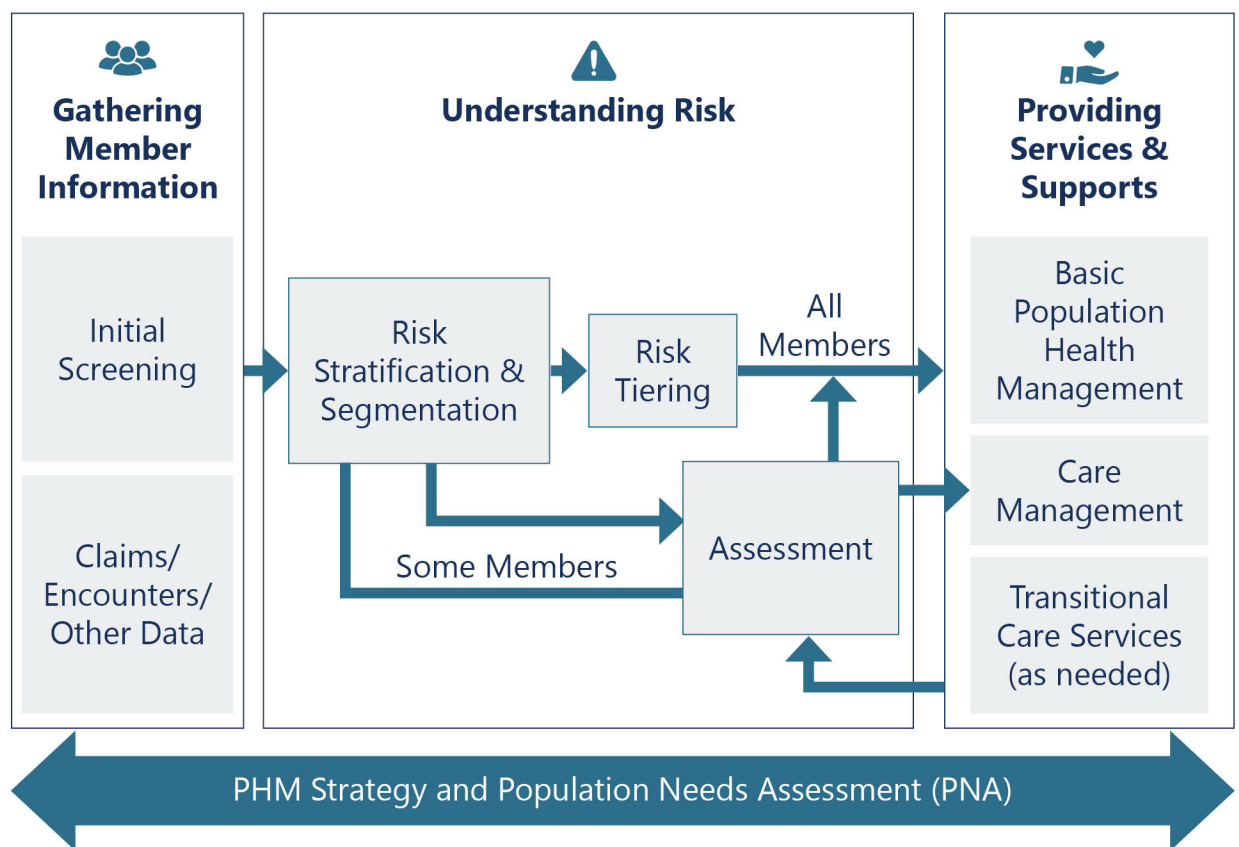 Gathering
Member
Information
Initial
Screening
Claims/
Encounters/
Other Data
Understanding Risk
Risk
Stratification &
Segmentation
Risk
Tiering
All
Members
Some Members
Assessment
Providing
Services &
Supports
Basic
Population
Health
Management
Care
Management
Transitional
Care Services
(as needed)
PHM Strategy and Population Needs Assessment (PNA)